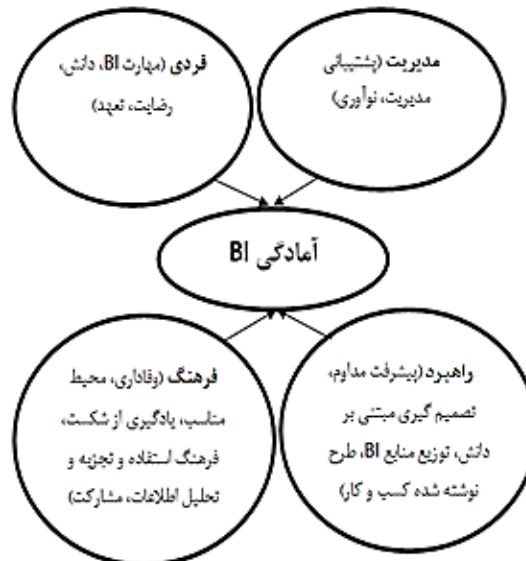 مدیریت (پشتیبانی
مدیریت، نوآوری)
فردی (مهارت BI، دانش،
رضایت، تعهد)
آمادگی BI
راهبرد (پیشرفت مداوم،
تصمیم گیری مبتنی بر
دانش، توزیع منابع BI، طرح
نوشته شده کسب و کار)
فرهنگ (وفاداری، محیط
مناسب، یادگیری از شکست،
فرهنگ استفاده و تجزیه و
تحلیل اطلاعات، مشارکت)